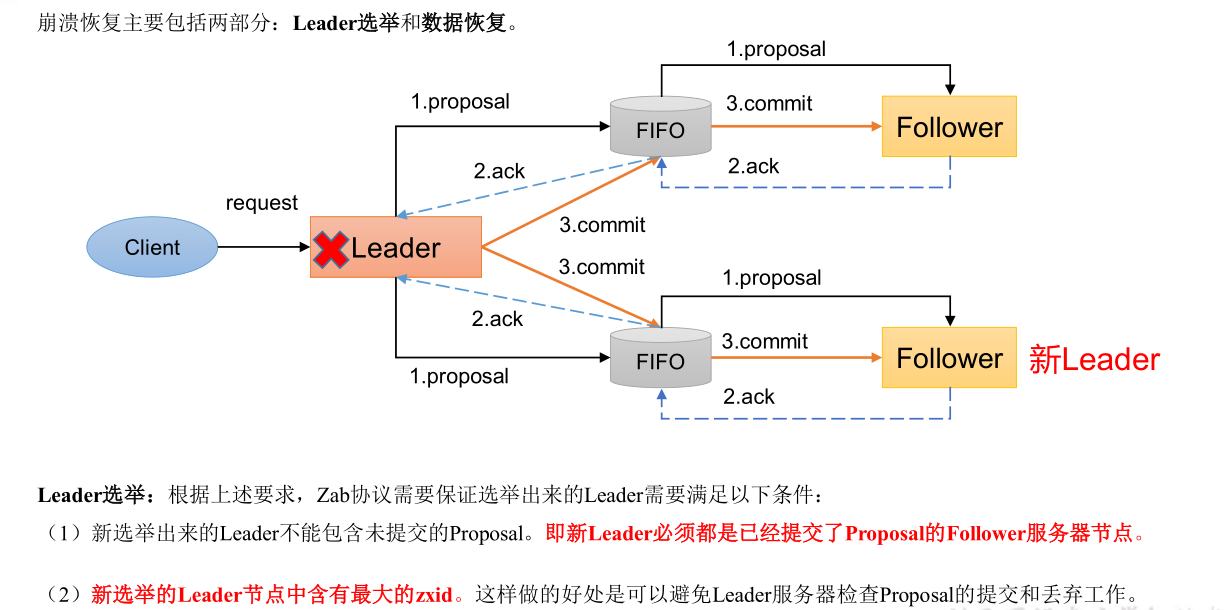 崩溃恢复主要包括两部分：Leader选举和数据恢复。
1.proposal
1.proposal
FIFO
3.commit
Follower
2.ack
2.ack
request
3.commit
Client
Leader
3.commit
1.proposal
2.ack
3.commit
FIFO
Follower
新Leader
1.proposal
2.ack
Leader选举：根据上述要求，Zab协议需要保证选举出来的Leader需要满足以下条件：
（1）新选举出来的Leader不能包含未提交的Proposal。即新Leader必须都是已经提交了Proposal的Follower服务器节点。
（2）新选举的Leader节点中含有最大的zxid。这样做的好处是可以避免Leader服务器检查Proposal的提交和丢弃工作。